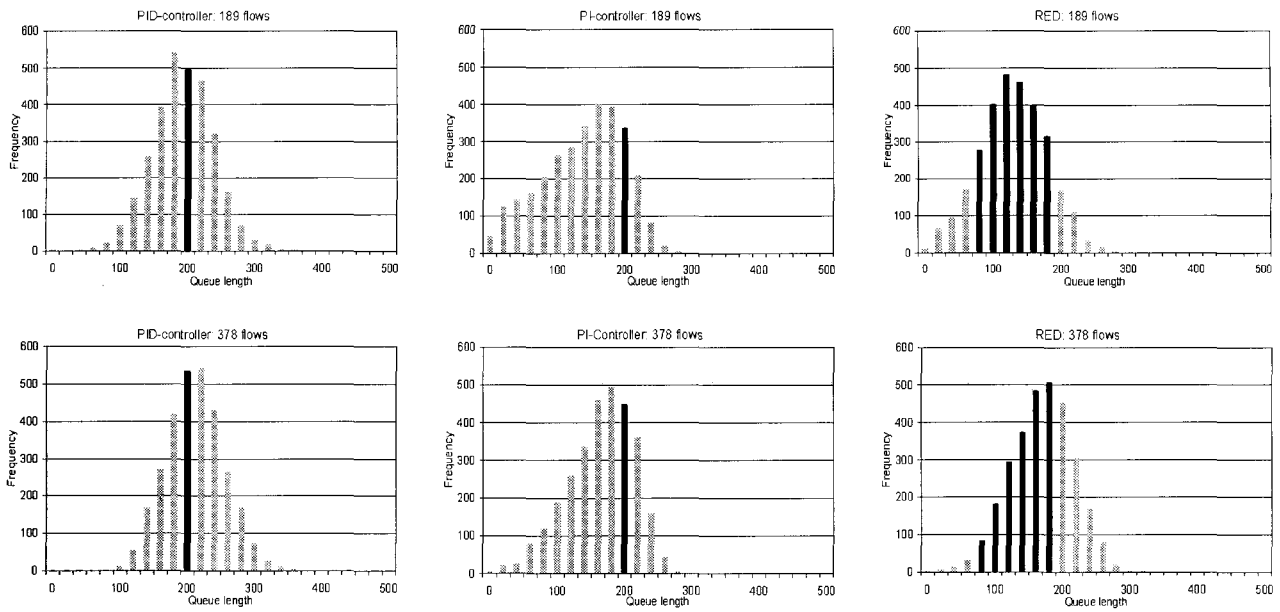 PID-controller: 189 flows
600
500
400
300
200
100
0
Frequency
0 100 200 300 400 500
Queue length
PI-controller: 189 flows
600
500
400
300
200
100
0
Frequency
0 100 200 300 400 500
Queue length
RED: 189 flows
600
500
400
300
200
100
0
Frequency
0 100 200 300 400 500
Queue length
PID-controller: 378 flows
600
500
400
300
200
100
0
Frequency
0 100 200 300 400 500
Queue length
PI-Controller: 378 flows
600
500
400
300
200
100
0
Frequency
0 100 200 300 400 500
Queue length
RED: 378 flows
600
500
400
300
200
100
0
Frequency
0 100 200 300 400 500
Queue length